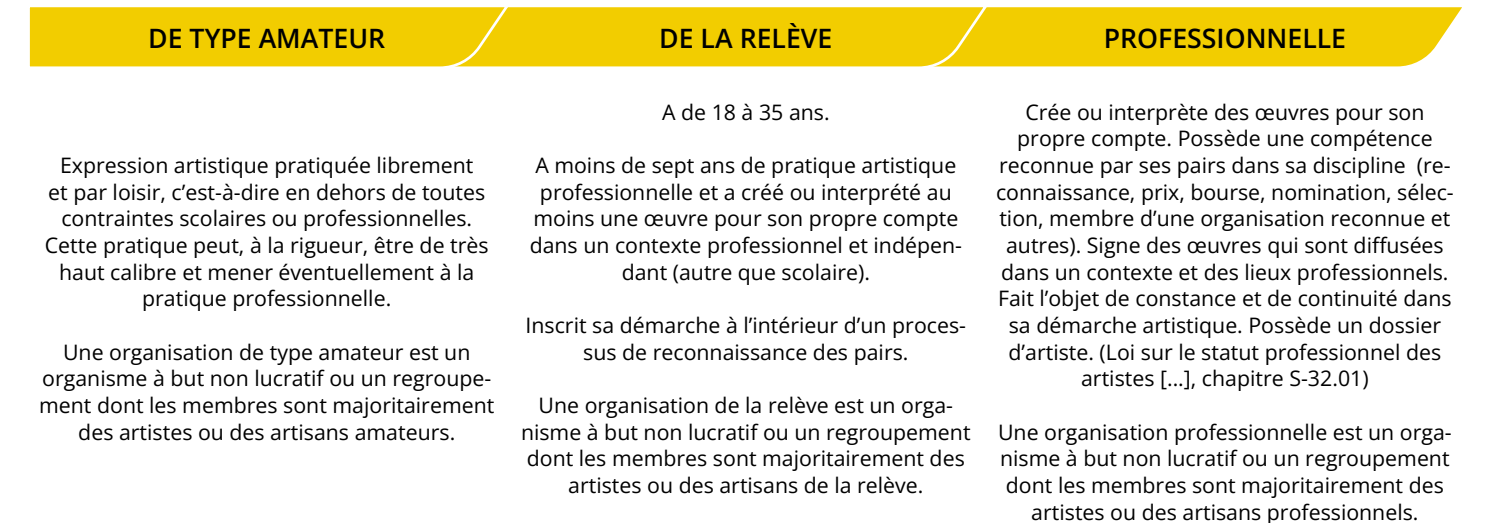 DE TYPE AMATEUR
DE LA RELÈVE
PROFESSIONNELLE
Expression artistique pratiquée librement
et par loisir, c’est-à-dire en dehors de toutes
contraintes scolaires ou professionnelles.
Cette pratique peut, à la rigueur, être de très
haut calibre et mener éventuellement à la
pratique professionnelle.
Une organisation de type amateur est un
organisme à but non lucratif ou un regroupe-
ment dont les membres sont majoritairement
des artistes ou des artisans amateurs.
A de 18 à 35 ans.
A moins de sept ans de pratique artistique
professionnelle et a créé ou interprété au
moins une œuvre pour son propre compte
dans un contexte professionnel et indépen-
dant (autre que scolaire).
Inscrit sa démarche à l’intérieur d’un proces-
sus de reconnaissance des pairs.
Une organisation de la relève est un orga-
nisme à but non lucratif ou un regroupement
dont les membres sont majoritairement des
artistes ou des artisans de la relève.
Crée ou interprète des œuvres pour son
propre compte. Possède une compétence
reconnue par ses pairs dans sa discipline (re-
connaissance, prix, bourse, nomination, sélec-
tion, membre d’une organisation reconnue et
autres). Signe des œuvres qui sont diffusées
dans un contexte et des lieux professionnels.
Fait l’objet de constance et de continuité dans
sa démarche artistique. Possède un dossier
d’artiste. (Loi sur le statut professionnel des
artistes [...], chapitre S-32.01)
Une organisation professionnelle est un orga-
nisme à but non lucratif ou un regroupement
dont les membres sont majoritairement des
artistes ou des artisans professionnels.